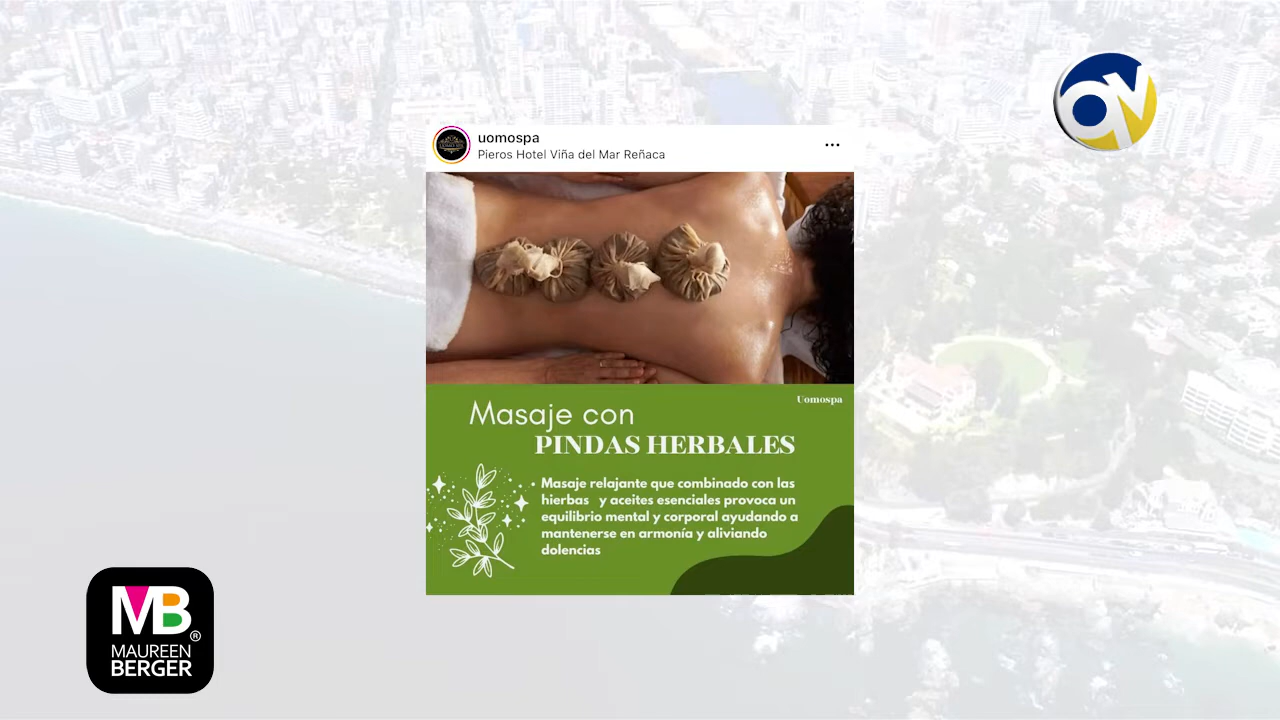 uomospa
Pieros Hotel Viña del Mar Reñaca
Uomospa
Masaje con
PINDAS HERBALES
Masaje relajante que combinado con las
hierbas y aceites esenciales provoca un
equilibrio mental y corporal ayudando a
mantenerse en armonía y aliviando
dolencias
OV
MB
®
MAUREEN
BERGER